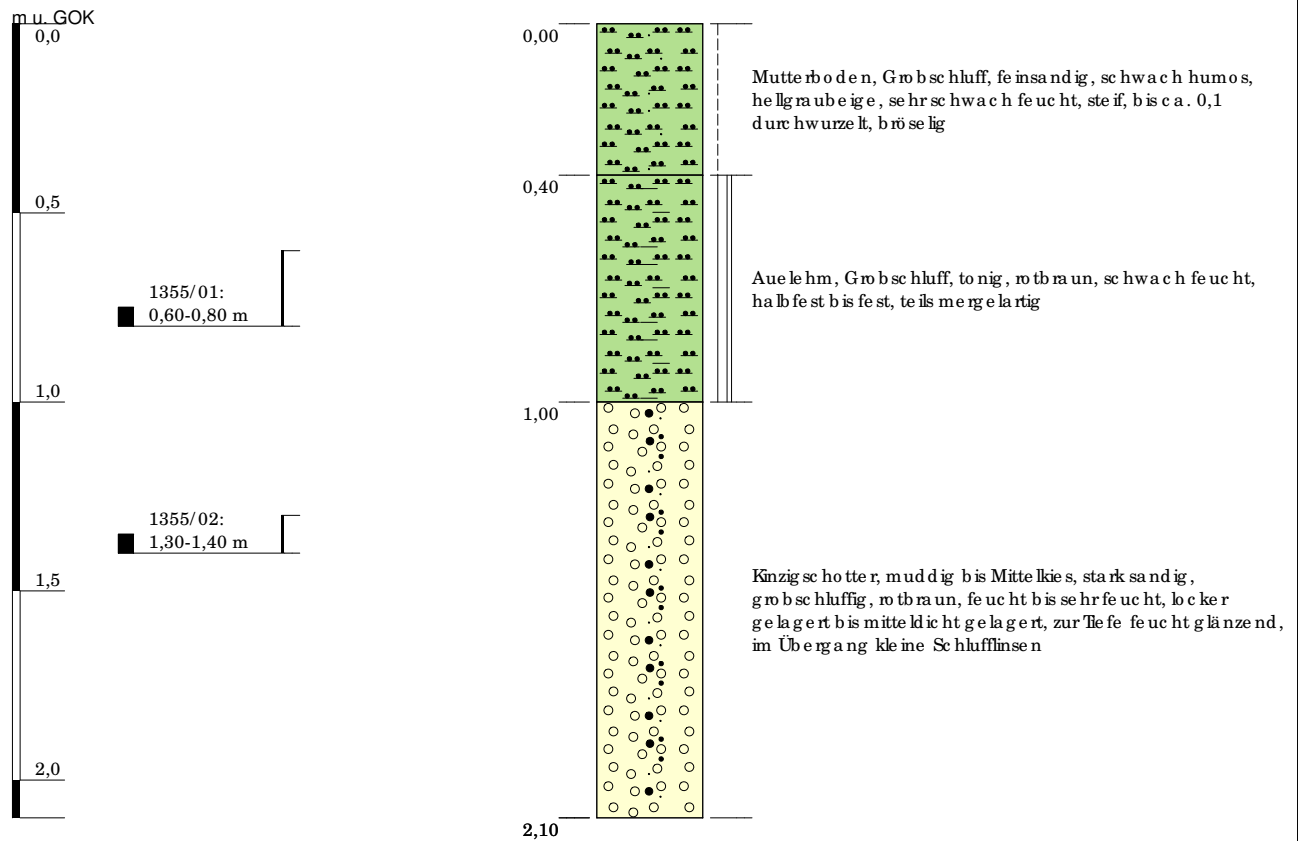 m u. GOK
0,0
0,5
1,0
1,5
2,0
1355/01:
0,60-0,80 m
1355/02:
1,30-1,40 m
0,00
0,40
1,00
2,10
Mutterboden, Grobschluff, feinsandig, schwach humos,
hellgraubeige, sehr schwach feucht, steif, bis ca. 0,1
durchwurzelt, bröselig
Auelehm, Grobschluff, tonig, rotbraun, schwach feucht,
halbfest bis fest, teils mergelartig
Kinzigschotter, muddig bis Mittelkies, stark sandig,
grobschluffig, rotbraun, feucht bis sehr feucht, locker
gelagert bis mitteldicht gelagert, zur Tiefe feucht glänzend,
im Übergang kleine Schlufflinsen